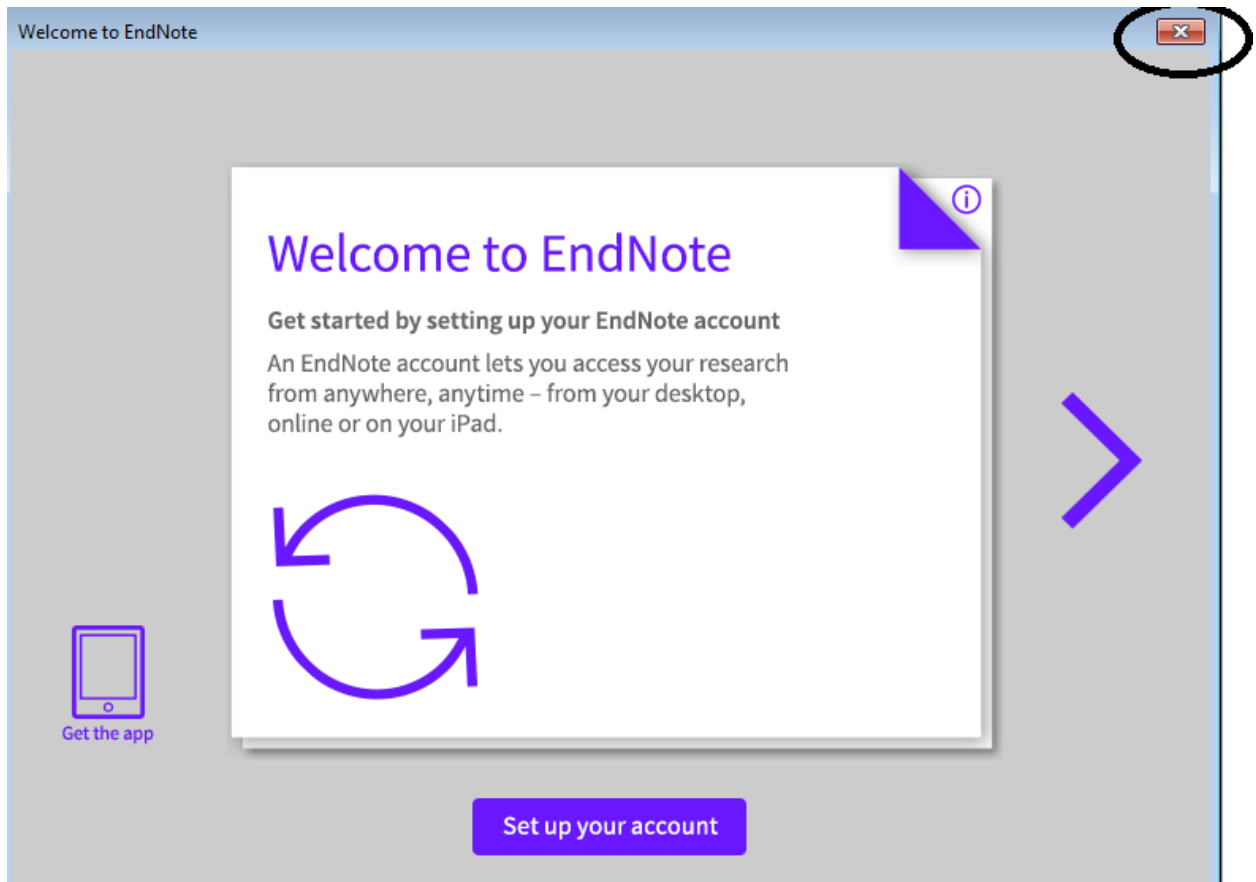 Welcome to EndNote
Welcome to EndNote
Get started by setting up your EndNote account
An EndNote account lets you access your research
from anywhere, anytime – from your desktop,
online or on your iPad.
Get the app
Set up your account